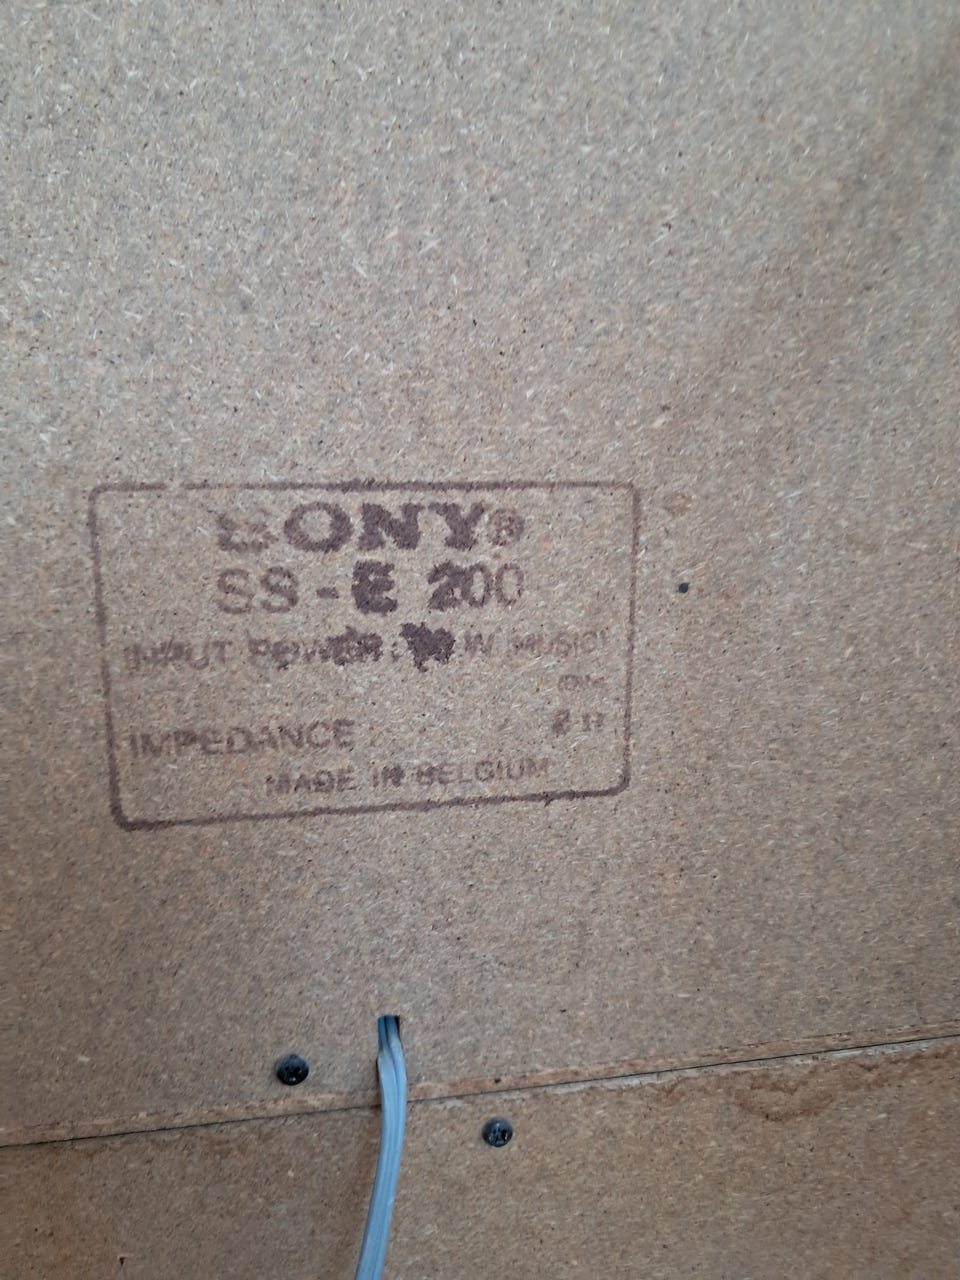 SONY®
SS-E 200
INPUT POWER: W MUSIC)
IMPEDANCE
MADE IN BELGIUM